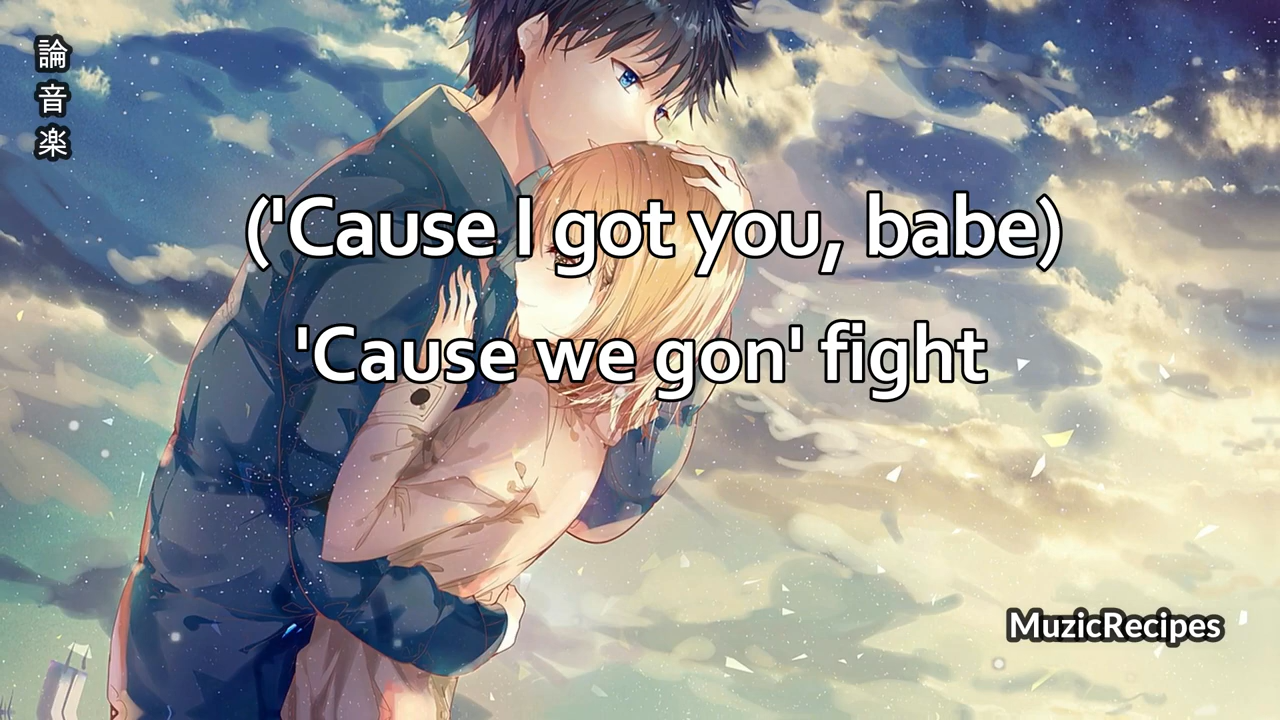 論音楽
('Cause I got you, babe)
'Cause we gon' fight
MuzicRecipes